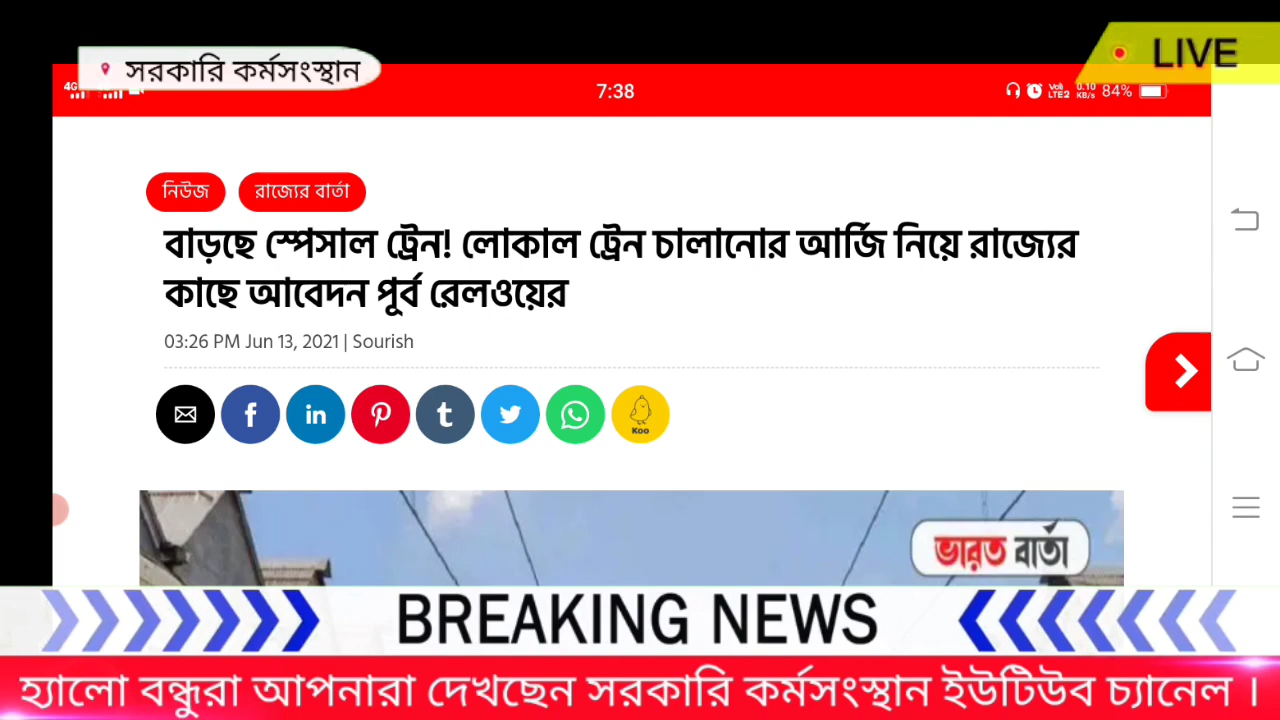 সরকারি কর্মসংস্থান
LIVE
7:38
84%
নিউজ রাজ্যের বার্তা
বাড়ছে স্পেসাল ট্রেন! লোকাল ট্রেন চালানোর আর্জি নিয়ে রাজ্যের
কাছে আবেদন পূর্ব রেলওয়ের
03:26 PM Jun 13, 2021 | Sourish
Koo
ভারত বার্তা
BREAKING NEWS
হ্যালো বন্ধুরা আপনারা দেখছেন সরকারি কর্মসংস্থান ইউটিউব চ্যানেল ।